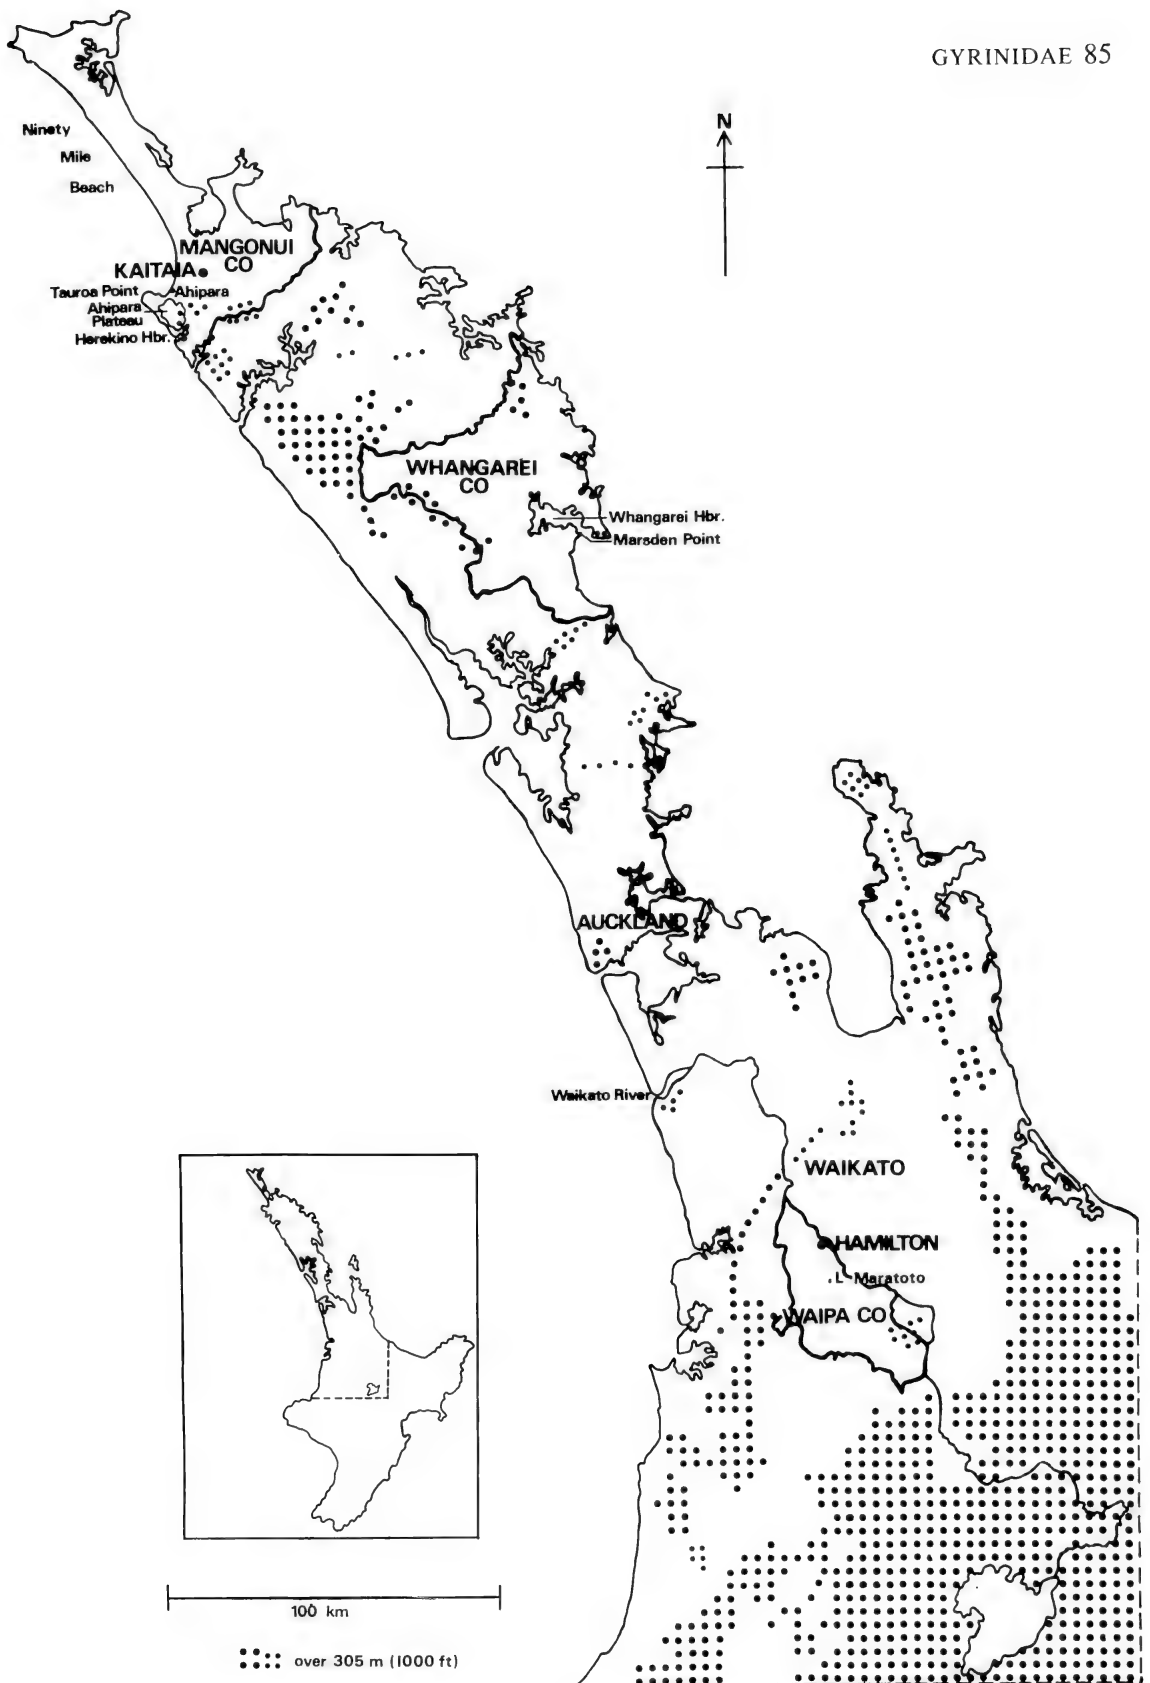 GYRINIDAE 85
N
Ninety
Mile
Beach
MANGONUI
CO
KAITAIA
Tauroa Point
Ahipara
Ahipara
Plateau
Herekino Hbr.
WHANGAREI
CO
Whangarei Hbr.
Marsden Point
AUCKLAND
Waikato River
WAIKATO
HAMILTON
L Maratoto
WAIPA CO
100 km
over 305 m (1000 ft)